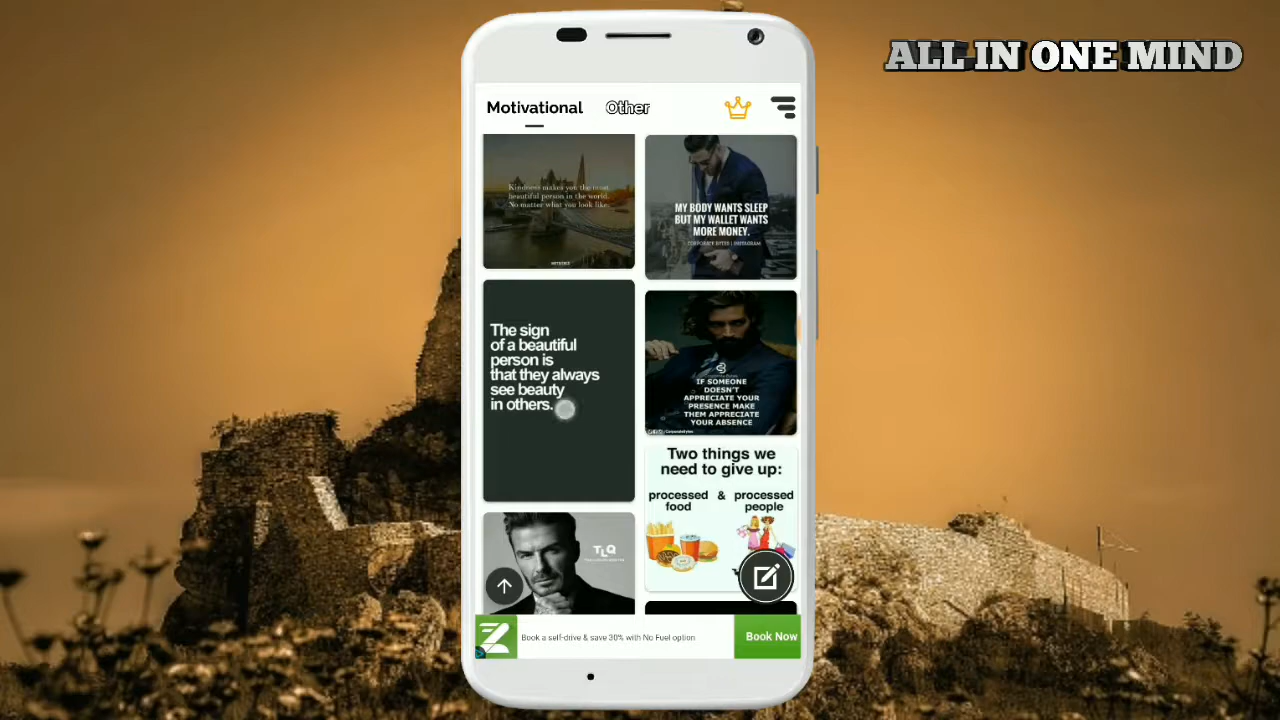 ALL IN ONE MIND
Motivational
Other
Kindness makes you the most
beautiful person in the world.
No matter what you look like.
MY BODY WANTS SLEEP
BUT MY WALLET WANTS
MORE MONEY.
CORPORATE BYTES | INSTAGRAM
The sign
of a beautiful
person is
that they always
see beauty
in others.
IF SOMEONE
DOESN'T
APPRECIATE YOUR
PRESENCE MAKE
THEM APPRECIATE
YOUR ABSENCE
Two things we
need to give up:
processed & processed
food people
TLQ
Book a self-drive & save 30% with No Fuel option
Book Now